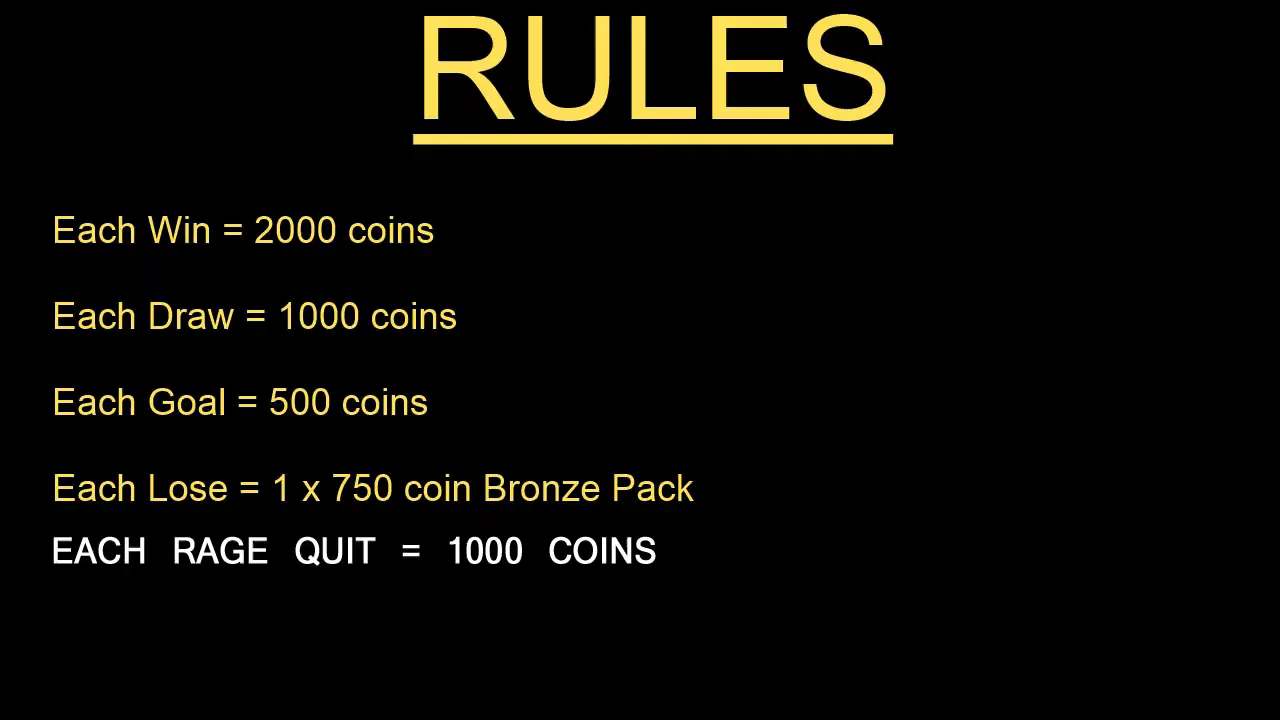 RULES
Each Win = 2000 coins
Each Draw = 1000 coins
Each Goal = 500 coins
Each Lose = 1 x 750 coin Bronze Pack
EACH RAGE QUIT = 1000 COINS